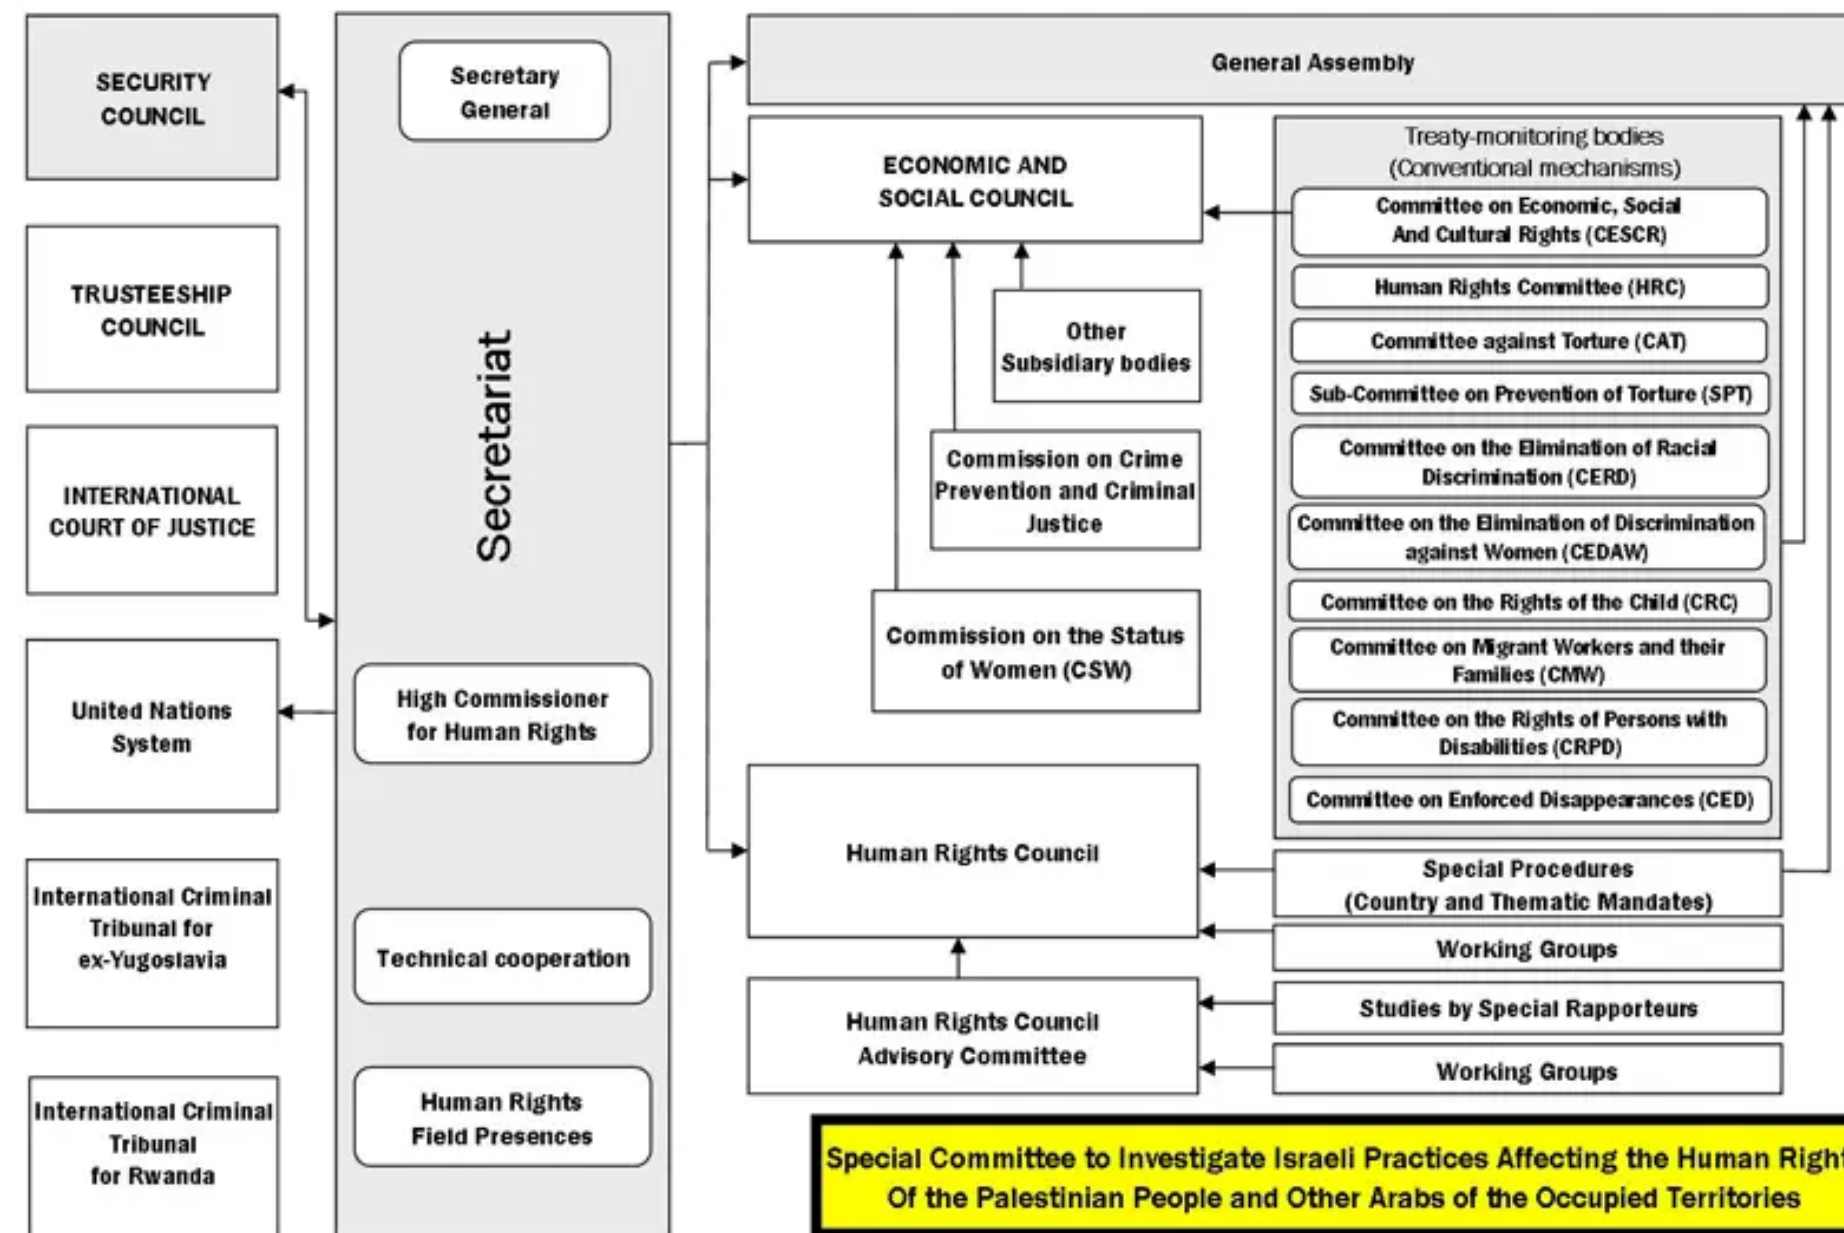 SECURITY
COUNCIL
TRUSTEESHIP
COUNCIL
INTERNATIONAL
COURT OF JUSTICE
United Nations
System
International Criminal
Tribunal for
ex-Yugoslavia
International Criminal
Tribunal
for Rwanda
Secretary
General
Secretariat
High Commissioner
for Human Rights
Technical cooperation
Human Rights
Field Presences
General Assembly
ECONOMIC AND
SOCIAL COUNCIL
Other
Subsidiary bodies
Commission on Crime
Prevention and Criminal
Justice
Commission on the Status
of Women (CSW)
Human Rights Council
Human Rights Council
Advisory Committee
Treaty-monitoring bodies
(Conventional mechanisms)
Committee on Economic, Social
And Cultural Rights (CESCR)
Human Rights Committee (HRC)
Committee against Torture (CAT)
Sub-Committee on Prevention of Torture (SPT)
Committee on the Elimination of Racial
Discrimination (CERD)
Committee on the Elimination of Discrimination
against Women (CEDAW)
Committee on the Rights of the Child (CRC)
Committee on Migrant Workers and their
Families (CMW)
Committee on the Rights of Persons with
Disabilities (CRPD)
Committee on Enforced Disappearances (CED)
Special Procedures
(Country and Thematic Mandates)
Working Groups
Studies by Special Rapporteurs
Working Groups
Special Committee to Investigate Israeli Practices Affecting the Human Right
Of the Palestinian People and Other Arabs of the Occupied Territories